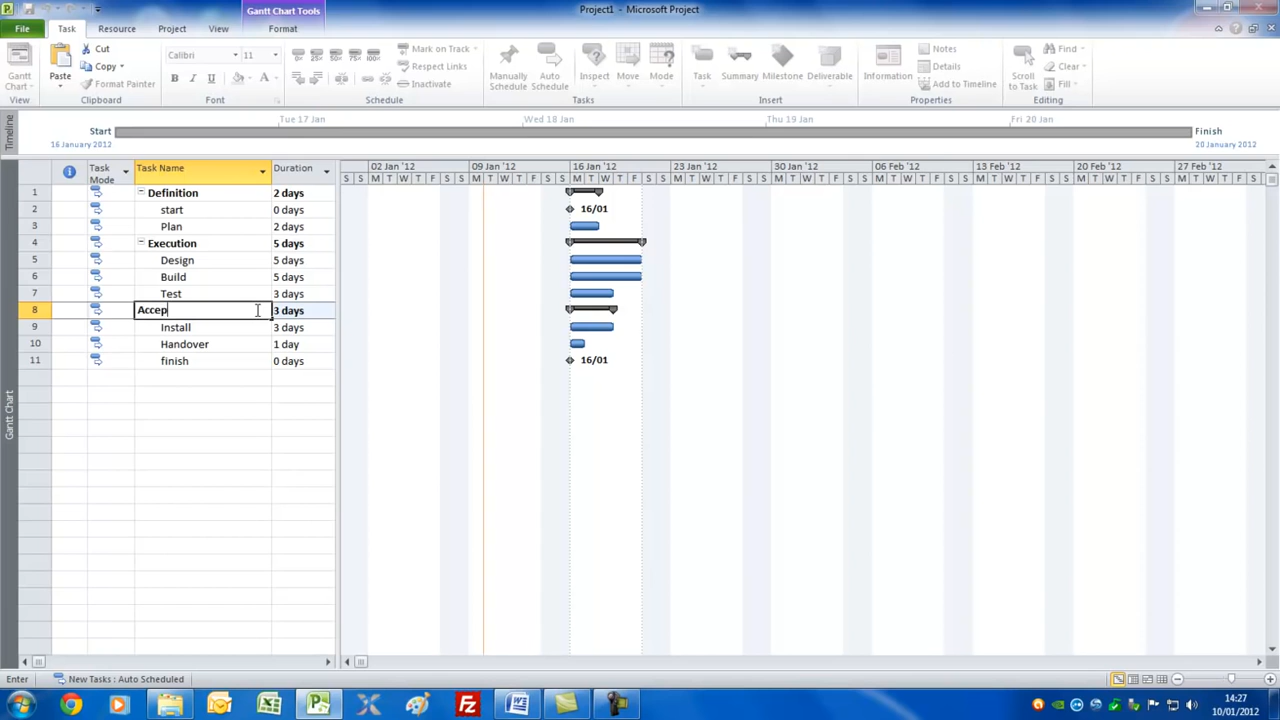 Gantt Chart Tools
Project1 - Microsoft Project
File Task Resource Project View Format
Gantt Chart
View
Paste
Cut
Copy
Format Painter
Clipboard
Calibri 11
B I U A
Font
Mark on Track
Respect Links
Inactivate
Schedule
Manually Schedule
Auto Schedule
Inspect
Move
Mode
Tasks
Task
Summary
Milestone
Deliverable
Insert
Information
Notes
Details
Add to Timeline
Properties
Scroll to Task
Find
Clear
Fill
Editing
Timeline
Tue 17 Jan Wed 18 Jan Thu 19 Jan Fri 20 Jan
Start
16 January 2012
Finish
20 January 2012
Task Mode Task Name Duration
02 Jan '12 09 Jan '12 16 Jan '12 23 Jan '12 30 Jan '12 06 Feb '12 13 Feb '12 20 Feb '12 27 Feb '12
S S M T W T F S S M T W T F S S M T W T F S S M T W T F S S M T W T F S S M T W T F S S M T W T F S S M T W T F S S M T W T F S
1 Definition 2 days
2 start 0 days 16/01
3 Plan 2 days
4 Execution 5 days
5 Design 5 days
6 Build 5 days
7 Test 3 days
8 Accep 3 days
9 Install 3 days
10 Handover 1 day
11 finish 0 days 16/01
Gantt Chart
Enter New Tasks : Auto Scheduled
14:27
10/01/2012